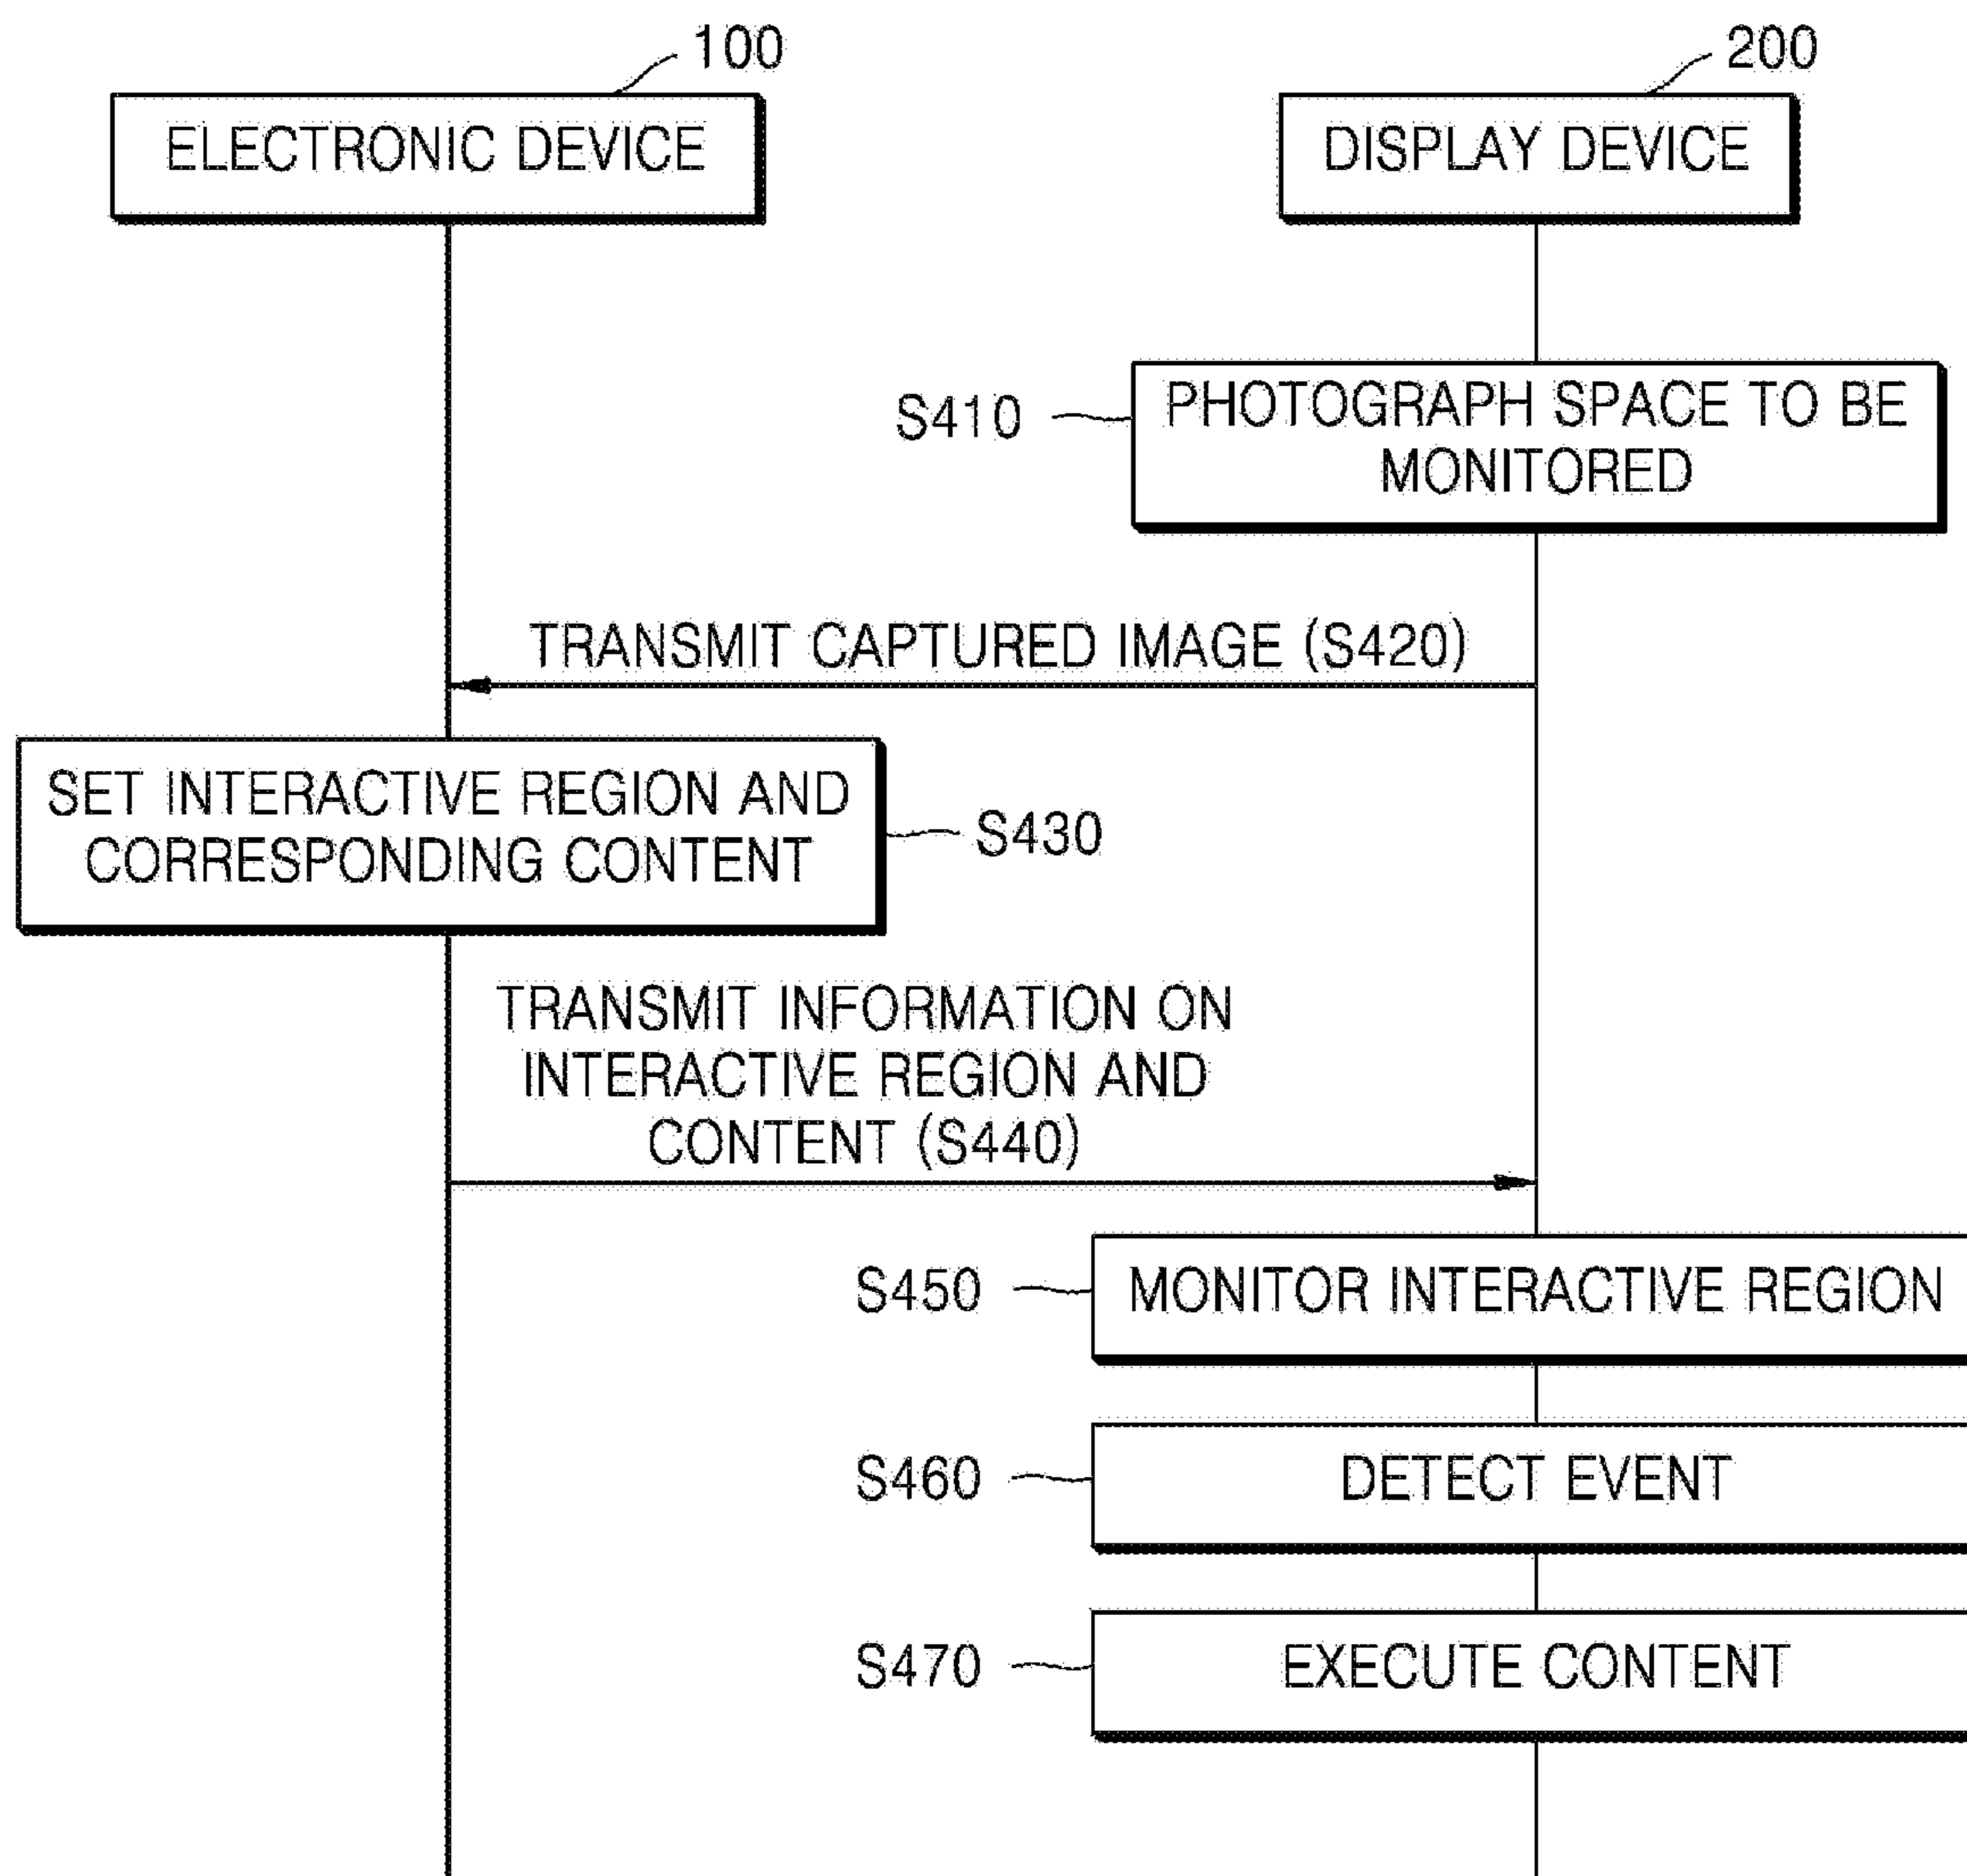 100
200
ELECTRONIC DEVICE
DISPLAY DEVICE
S410
PHOTOGRAPH SPACE TO BE
MONITORED
TRANSMIT CAPTURED IMAGE (S420)
SET INTERACTIVE REGION AND
CORRESPONDING CONTENT
S430
TRANSMIT INFORMATION ON
INTERACTIVE REGION AND
CONTENT (S440)
S450
MONITOR INTERACTIVE REGION
S460
DETECT EVENT
S470
EXECUTE CONTENT